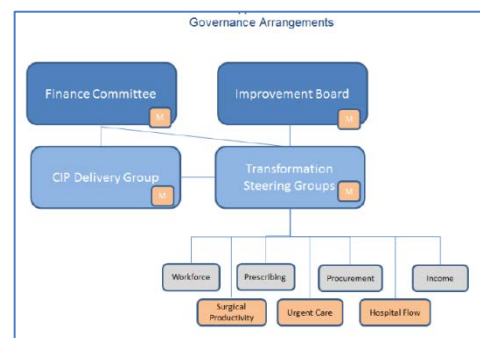 Governance Arrangements
Finance Committee
M
Improvement Board
M
CIP Delivery Group
M
Transformation
Steering Groups
M
Workforce
Prescribing
Procurement
Income
Surgical
Productivity
Urgent Care
Hospital Flow